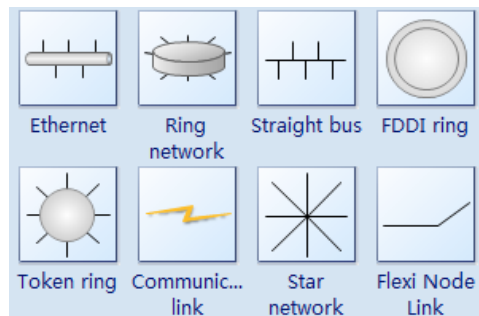 Ethernet
Ring
network
Straight bus
FDDI ring
Token ring
Communic...
link
Star
network
Flexi Node
Link